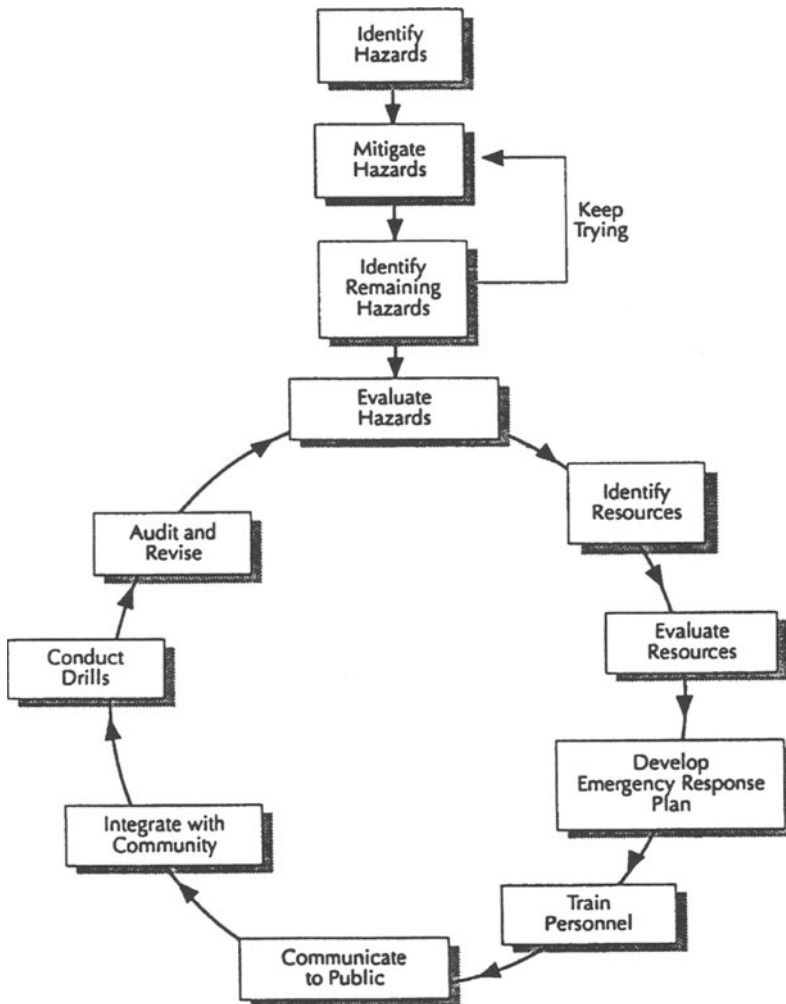 Identify
Hazards
Mitigate
Hazards
Keep
Trying
Identify
Remaining
Hazards
Evaluate
Hazards
Identify
Resources
Evaluate
Resources
Develop
Emergency Response
Plan
Train
Personnel
Communicate
to Public
Integrate with
Community
Conduct
Drills
Audit and
Revise